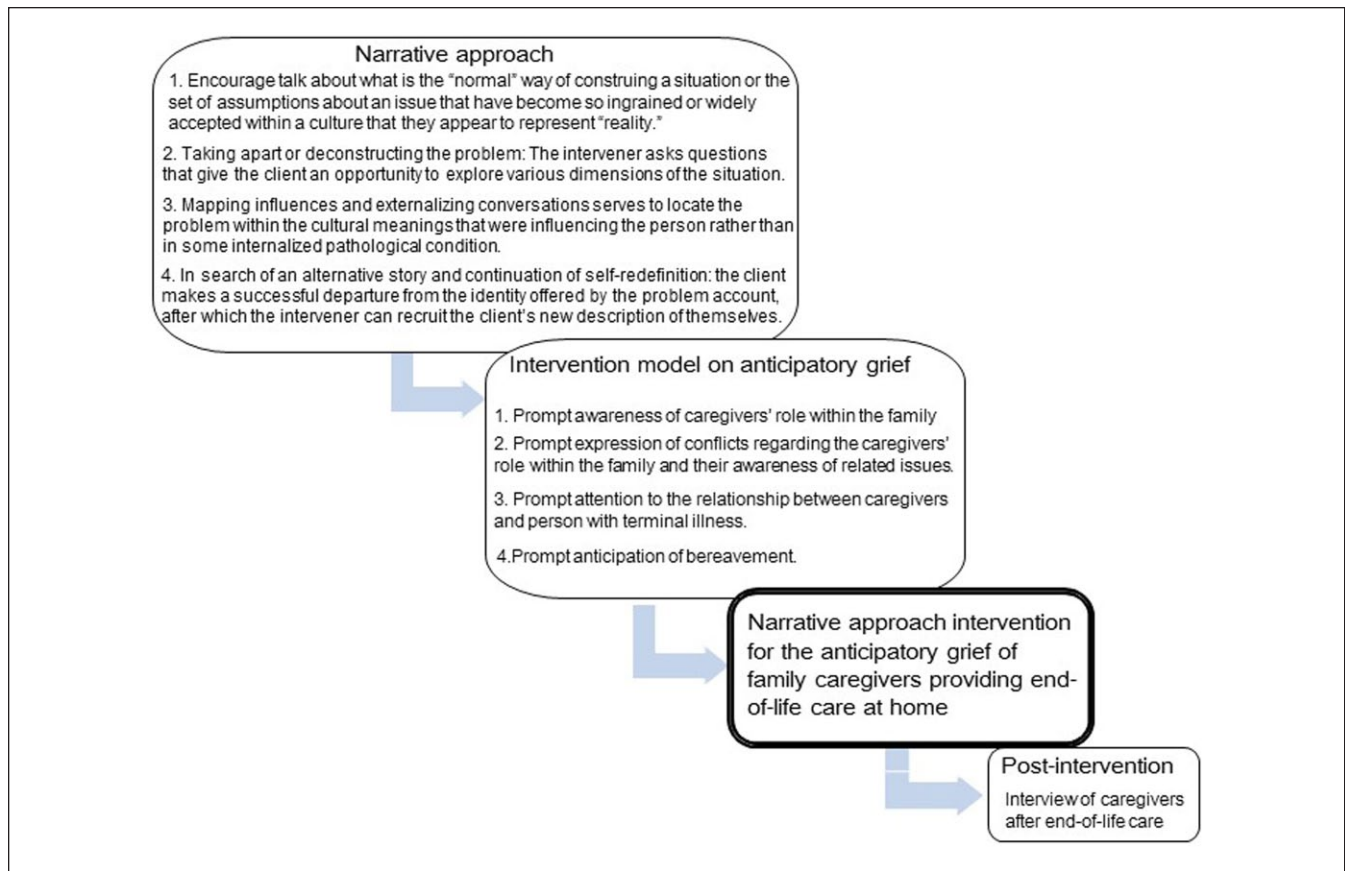 Narrative approach
1. Encourage talk about what is the “normal” way of construing a situation or the
set of assumptions about an issue that have become so ingrained or widely
accepted within a culture that they appear to represent “reality.”
2. Taking apart or deconstructing the problem: The intervener asks questions
that give the client an opportunity to explore various dimensions of the situation.
3. Mapping influences and externalizing conversations serves to locate the
problem within the cultural meanings that were influencing the person rather than
in some internalized pathological condition.
4. In search of an alternative story and continuation of self-redefinition: the client
makes a successful departure from the identity offered by the problem account,
after which the intervener can recruit the client’s new description of themselves.
Intervention model on anticipatory grief
1. Prompt awareness of caregivers’ role within the family
2. Prompt expression of conflicts regarding the caregivers’
role within the family and their awareness of related issues.
3. Prompt attention to the relationship between caregivers
and person with terminal illness.
4.Prompt anticipation of bereavement.
Narrative approach intervention
for the anticipatory grief of
family caregivers providing end-
of-life care at home
Post-intervention
Interview of caregivers
after end-of-life care